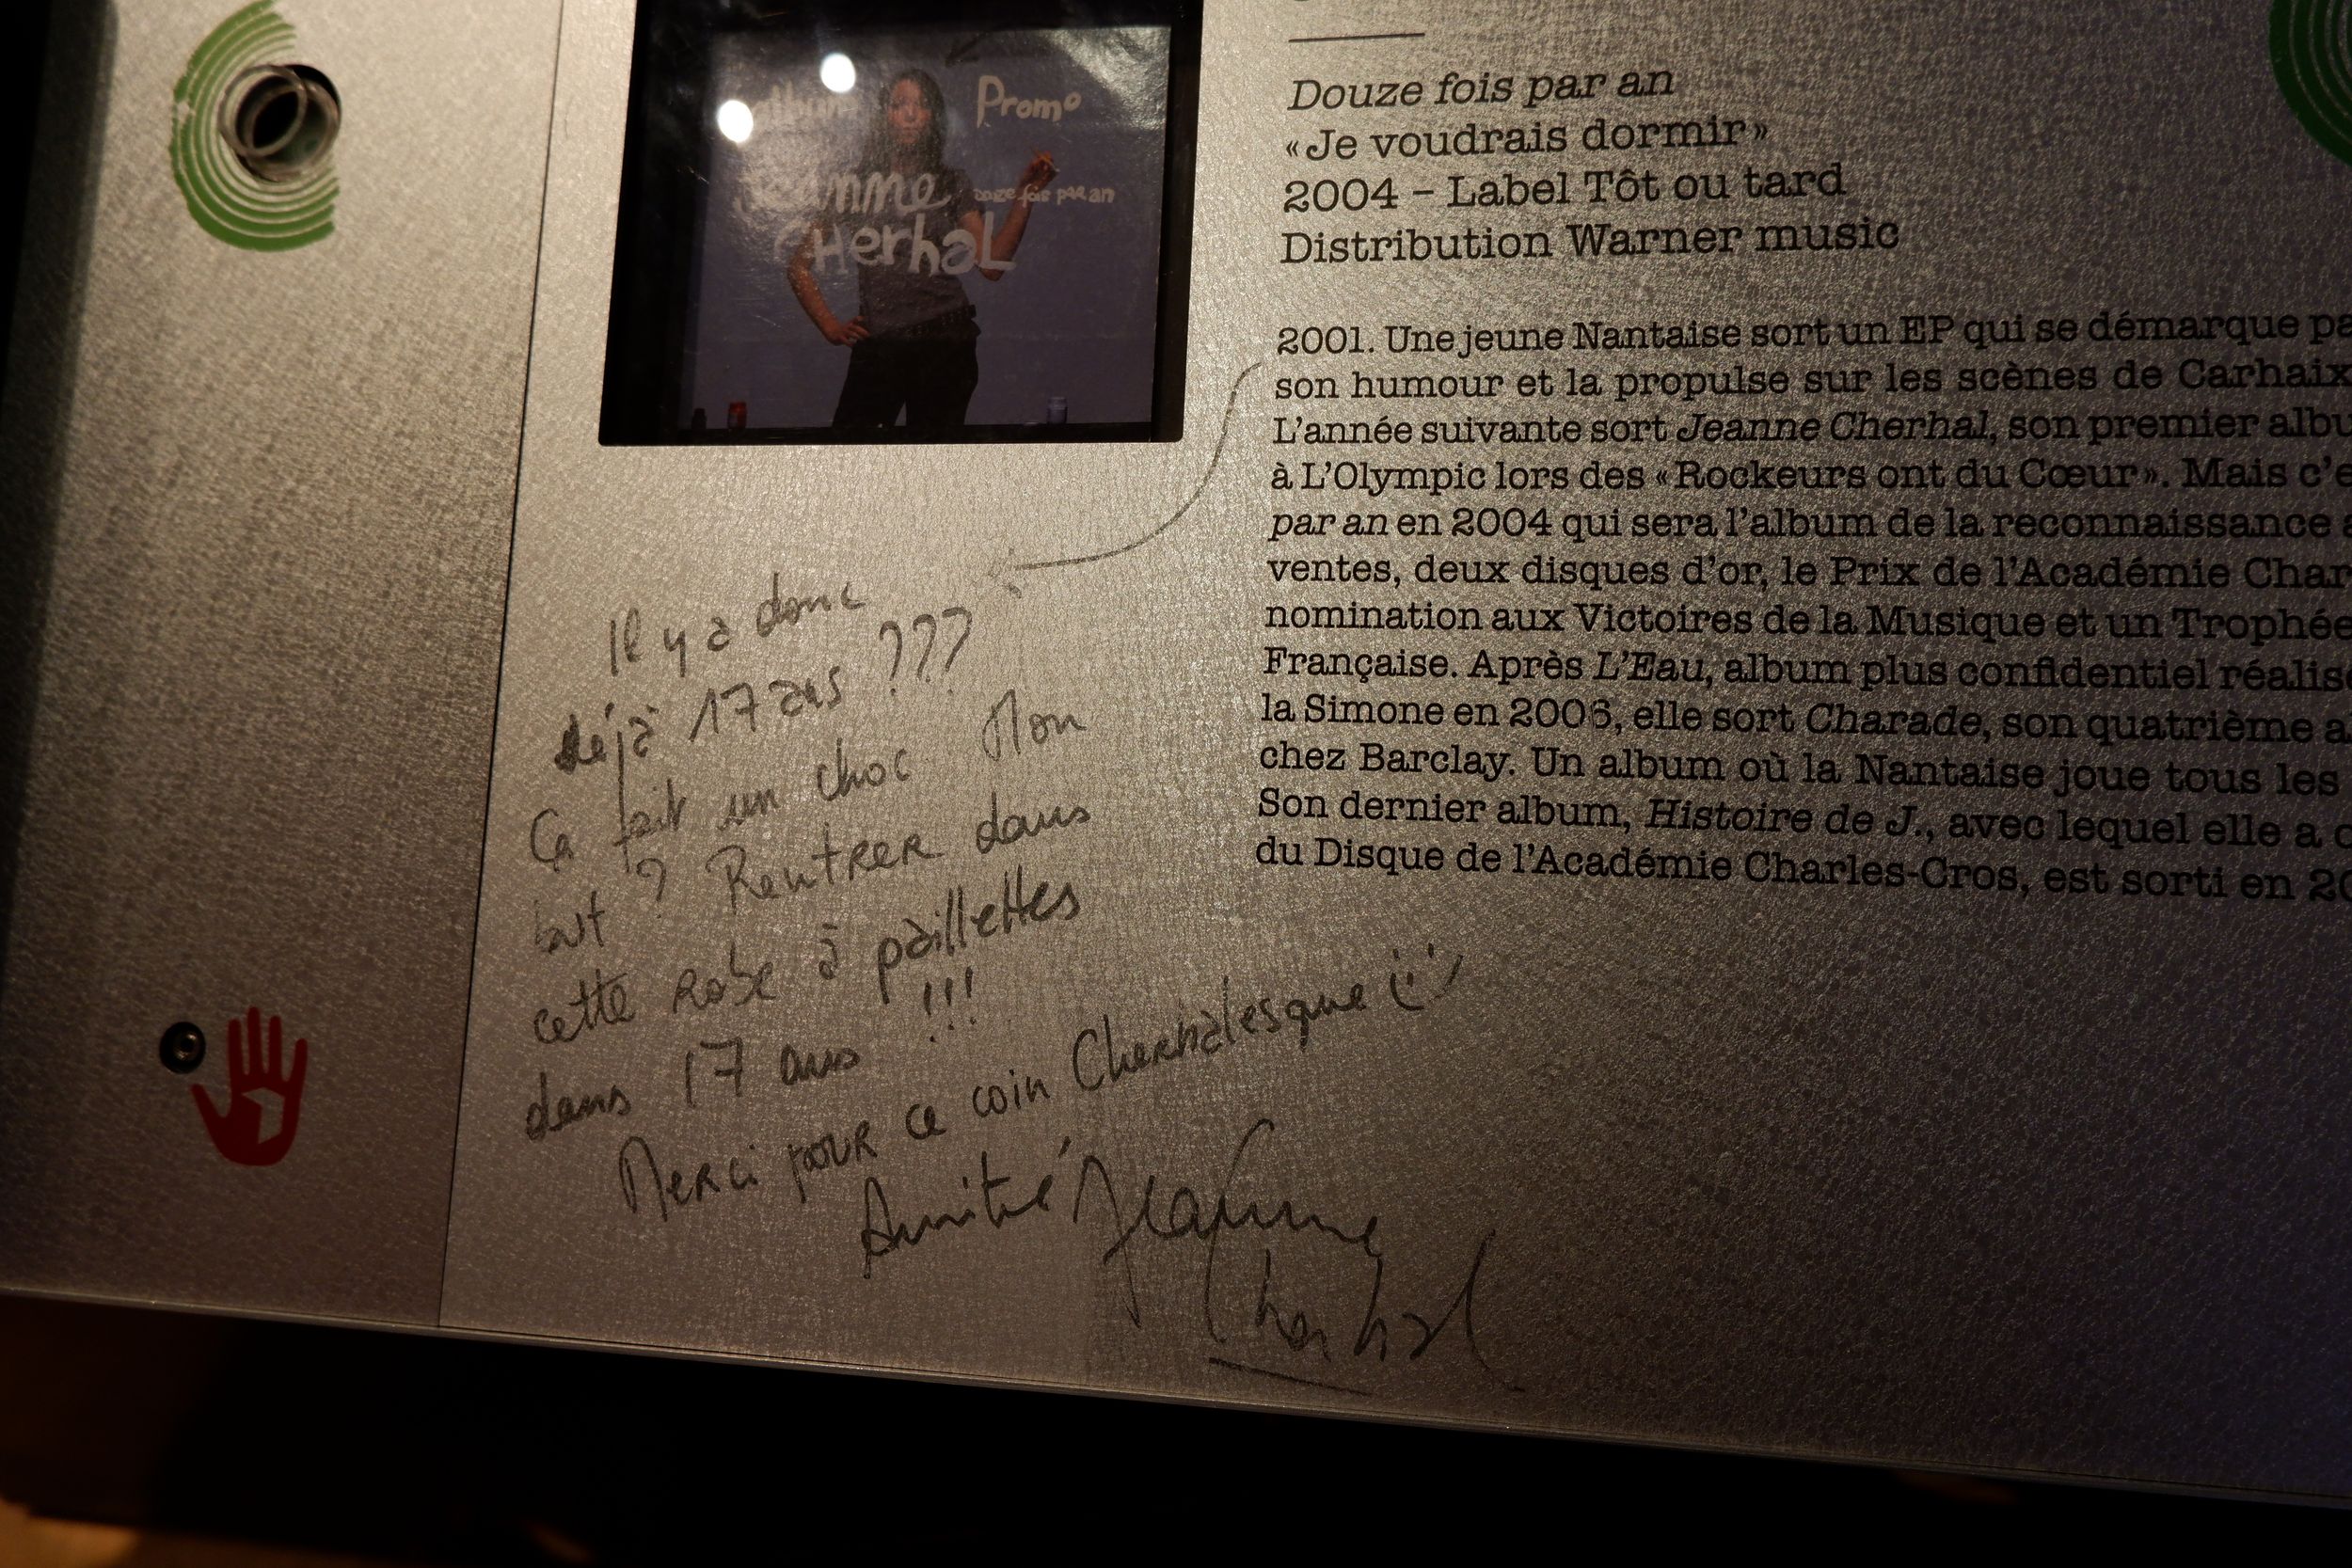 album Promo
Jeanne douze fois par an
CHerhaL
Douze fois par an
«Je voudrais dormir»
2004 – Label Tôt ou tard
Distribution Warner music
2001. Une jeune Nantaise sort un EP qui se démarque pa
son humour et la propulse sur les scènes de Carhaix
L'année suivante sort Jeanne Cherhal, son premier albu
à L'Olympic lors des «Rockeurs ont du Cœur». Mais c'e
par an en 2004 qui sera l'album de la reconnaissance
ventes, deux disques d'or, le Prix de l'Académie Char
nomination aux Victoires de la Musique et un Trophée
Française. Après L'Eau, album plus confidentiel réalisé
la Simone en 2006, elle sort Charade, son quatrième a
chez Barclay. Un album où la Nantaise joue tous les
Son dernier album, Histoire de J., avec lequel elle a
du Disque de l'Académie Charles-Cros, est sorti en 20
Il y a donc
déjà 17 ans ???
Ça fait un choc Mon
but ? Rentrer dans
cette robe à paillettes
dans 17 ans !!!
Merci pour ce coin Cherhalesque
Amitié Jeanne
Cherhal